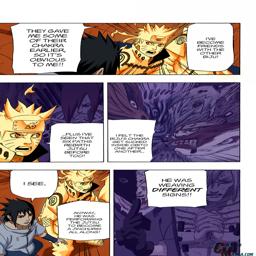 I'VE
BECOME
FRIENDS
WITH THE
OTHER
BIJU!
THEY GAVE
ME SOME
OF THEIR
CHAKRA
EARLIER,
SO IT'S
OBVIOUS
TO ME!!
I FELT
THE BIJU'S
CHAKRA
GET SUCKED
INSIDE OBITO
ONE AFTER
ANOTHER...
...PLUS I'VE
SEEN THAT
SIX PATHS
REBIRTH
JUTSU
BEFORE
TOO!
HE WAS
WEAVING
DIFFERENT
SIGNS!!
I SEE.
ANYWAY,
HE WAS
PERFORMING
THE JUTSU
TO BECOME
A JINCHURIKI
ALL ALONG!